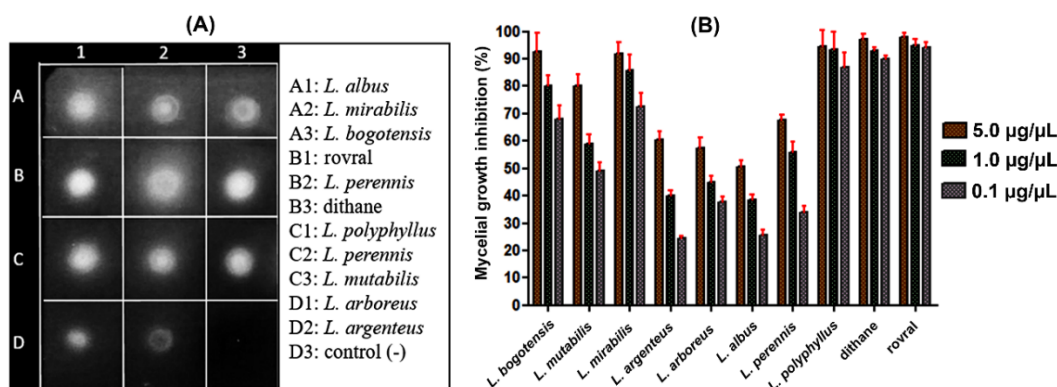 (A)
1 2 3
A
B
C
D
A1: L. albus
A2: L. mirabilis
A3: L. bogotensis
B1: rovral
B2: L. perennis
B3: dithane
C1: L. polyphyllus
C2: L. perennis
C3: L. mutabilis
D1: L. arboreus
D2: L. argenteus
D3: control (-)
(B)
Mycelial growth inhibition (%)
100
90
80
70
60
50
40
30
20
10
0
L. bogotensis
L. mutabilis
L. mirabilis
L. argenteus
L. arboreus
L. albus
L. perennis
L. polyphyllus
dithane
rovral
5.0 µg/µL
1.0 µg/µL
0.1 µg/µL